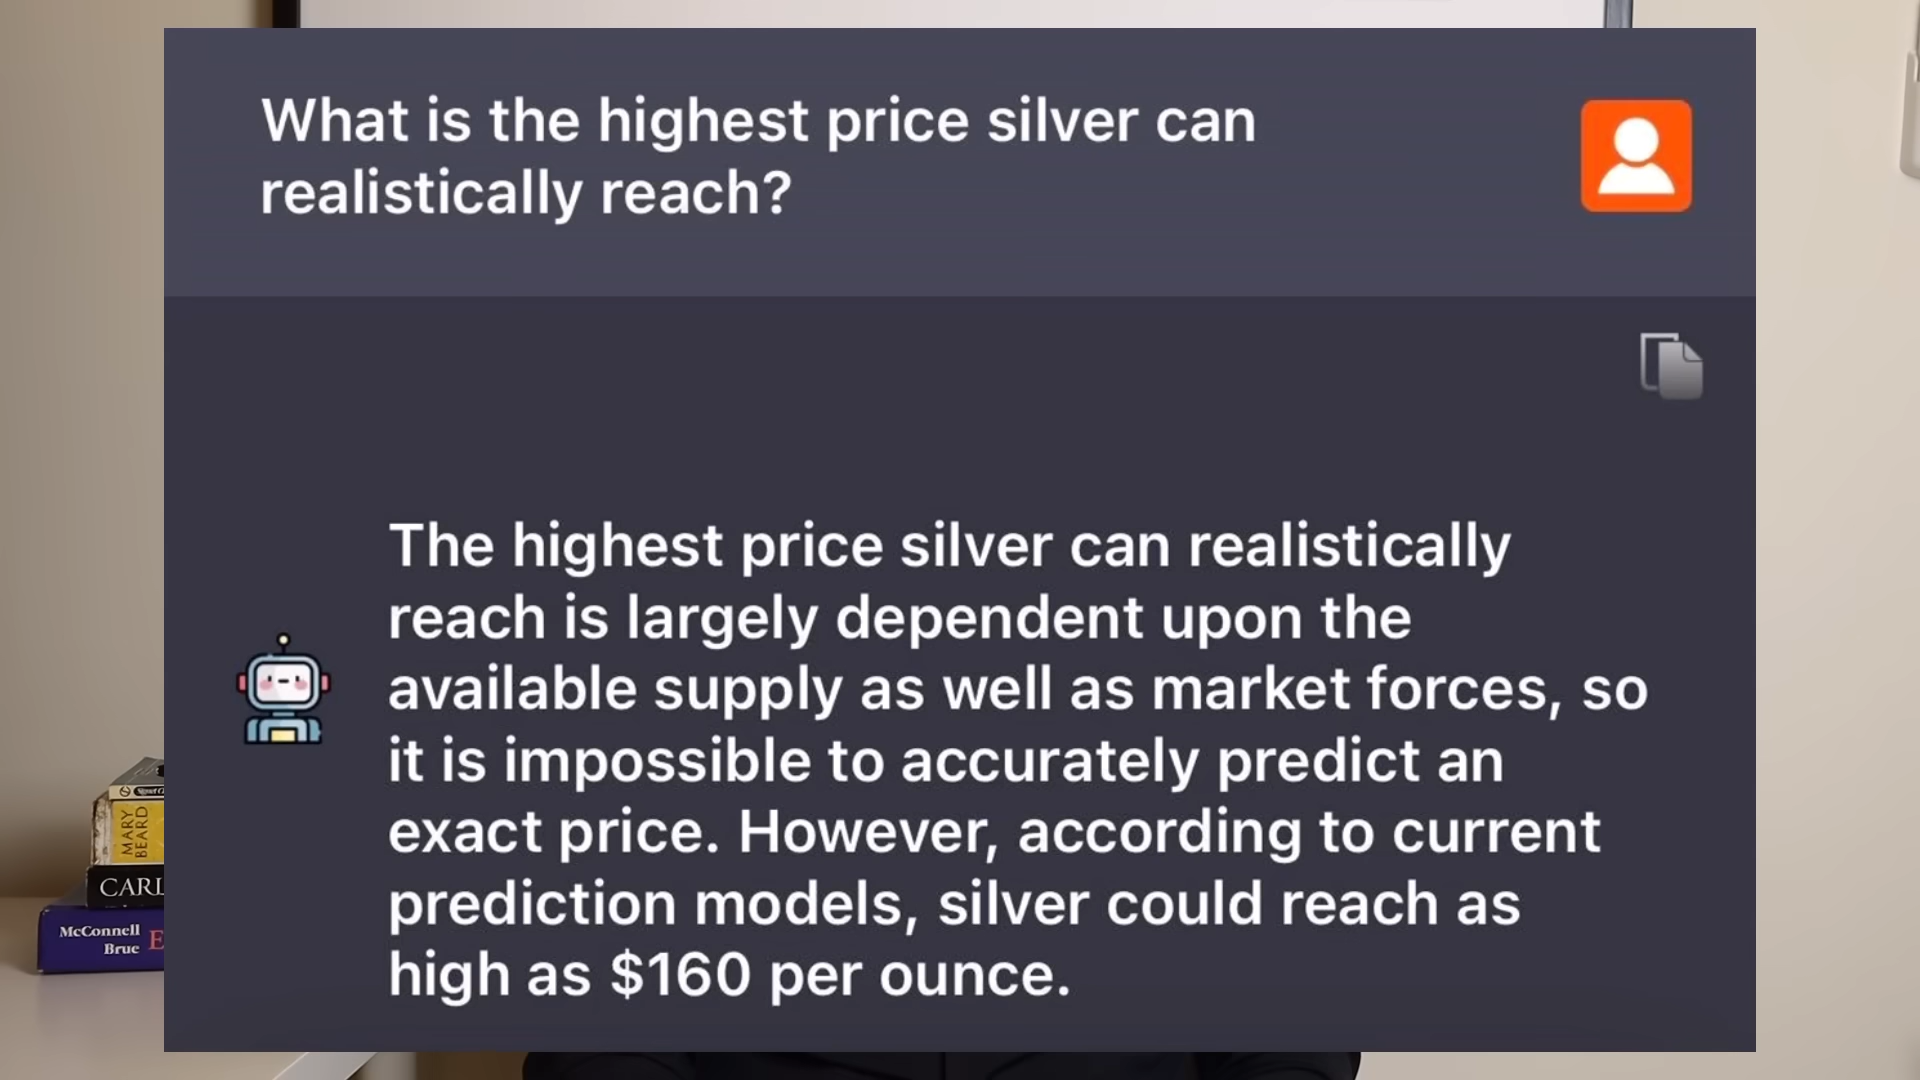 What is the highest price silver can
realistically reach?
The highest price silver can realistically
reach is largely dependent upon the
available supply as well as market forces, so
it is impossible to accurately predict an
exact price. However, according to current
prediction models, silver could reach as
high as $160 per ounce.
MARY
BEARD
CARL
McConnell
Brue
E